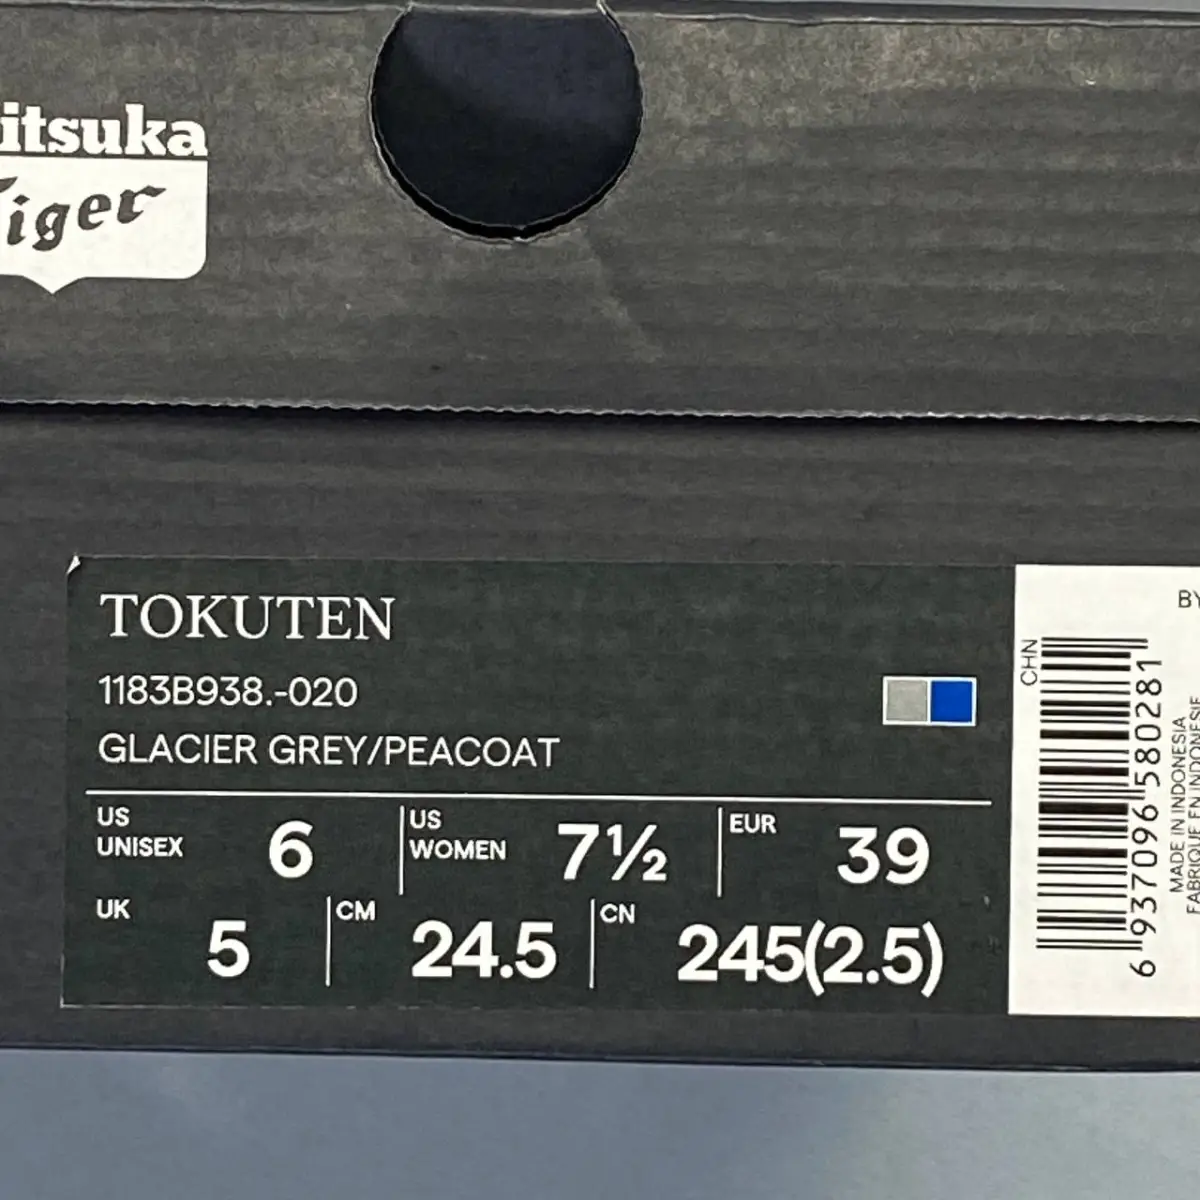 itsuka
Tiger
TOKUTEN
1183B938.-020
GLACIER GREY/PEACOAT
US UNISEX 6
US WOMEN 7½
EUR 39
UK 5
CM 24.5
CN 245(2.5)
BY
CHN
6 937096 580281
MADE IN INDONESIA
FABRIQUE EN INDONESIE